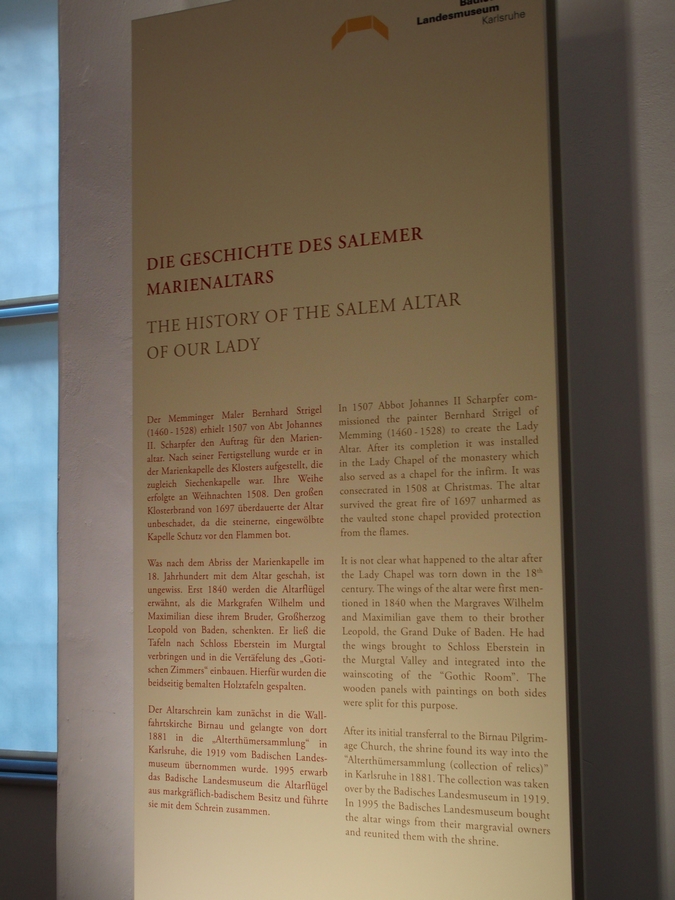 Landesmuseum
Karlsruhe
DIE GESCHICHTE DES SALEMER
MARIENALTARS
THE HISTORY OF THE SALEM ALTAR
OF OUR LADY
Der Memminger Maler Bernhard Strigel
(1460 - 1528) erhielt 1507 von Abt Johannes
II. Scharpfer den Auftrag für den Marien-
altar. Nach seiner Fertigstellung wurde er in
der Marienkapelle des Klosters aufgestellt, die
zugleich Siechenkapelle war. Ihre Weihe
erfolgte an Weihnachten 1508. Den großen
Klosterbrand von 1697 überdauerte der Altar
unbeschadet, da die steinerne, eingewölbte
Kapelle Schutz vor den Flammen bot.
Was nach dem Abriss der Marienkapelle im
18. Jahrhundert mit dem Altar geschah, ist
ungewiss. Erst 1840 werden die Altarflügel
erwähnt, als die Markgrafen Wilhelm und
Maximilian diese ihrem Bruder, Großherzog
Leopold von Baden, schenkten. Er ließ die
Tafeln nach Schloss Eberstein im Murgtal
verbringen und in die Vertäfelung des „Goti-
schen Zimmers" einbauen. Hierfür wurden die
beidseitig bemalten Holztafeln gespalten.
Der Altarschrein kam zunächst in die Wall-
fahrtskirche Birnau und gelangte von dort
1881 in die „Alterthümersammlung" in
Karlsruhe, die 1919 vom Badischen Landes-
museum übernommen wurde. 1995 erwarb
das Badische Landesmuseum die Altarflügel
aus markgräflich-badischem Besitz und führte
sie mit dem Schrein zusammen.
In 1507 Abbot Johannes II Scharpfer com-
missioned the painter Bernhard Strigel of
Memming (1460 - 1528) to create the Lady
Altar. After its completion it was installed
in the Lady Chapel of the monastery which
also served as a chapel for the infirm. It was
consecrated in 1508 at Christmas. The altar
survived the great fire of 1697 unharmed as
the vaulted stone chapel provided protection
from the flames.
It is not clear what happened to the altar after
the Lady Chapel was torn down in the 18th
century. The wings of the altar were first men-
tioned in 1840 when the Margraves Wilhelm
and Maximilian gave them to their brother
Leopold, the Grand Duke of Baden. He had
the wings brought to Schloss Eberstein in
the Murgtal Valley and integrated into the
wainscoting of the "Gothic Room". The
wooden panels with paintings on both sides
were split for this purpose.
After its initial transferral to the Birnau Pilgrim-
age Church, the shrine found its way into the
"Alterthümersammlung (collection of relics)"
in Karlsruhe in 1881. The collection was taken
over by the Badisches Landesmuseum in 1919.
In 1995 the Badisches Landesmuseum bought
the altar wings from their margravial owners
and reunited them with the shrine.